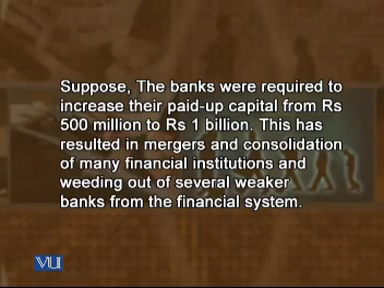 Suppose, The banks were required to
increase their paid-up capital from Rs
500 million to Rs 1 billion. This has
resulted in mergers and consolidation
of many financial institutions and
weeding out of several weaker
banks from the financial system.
VU